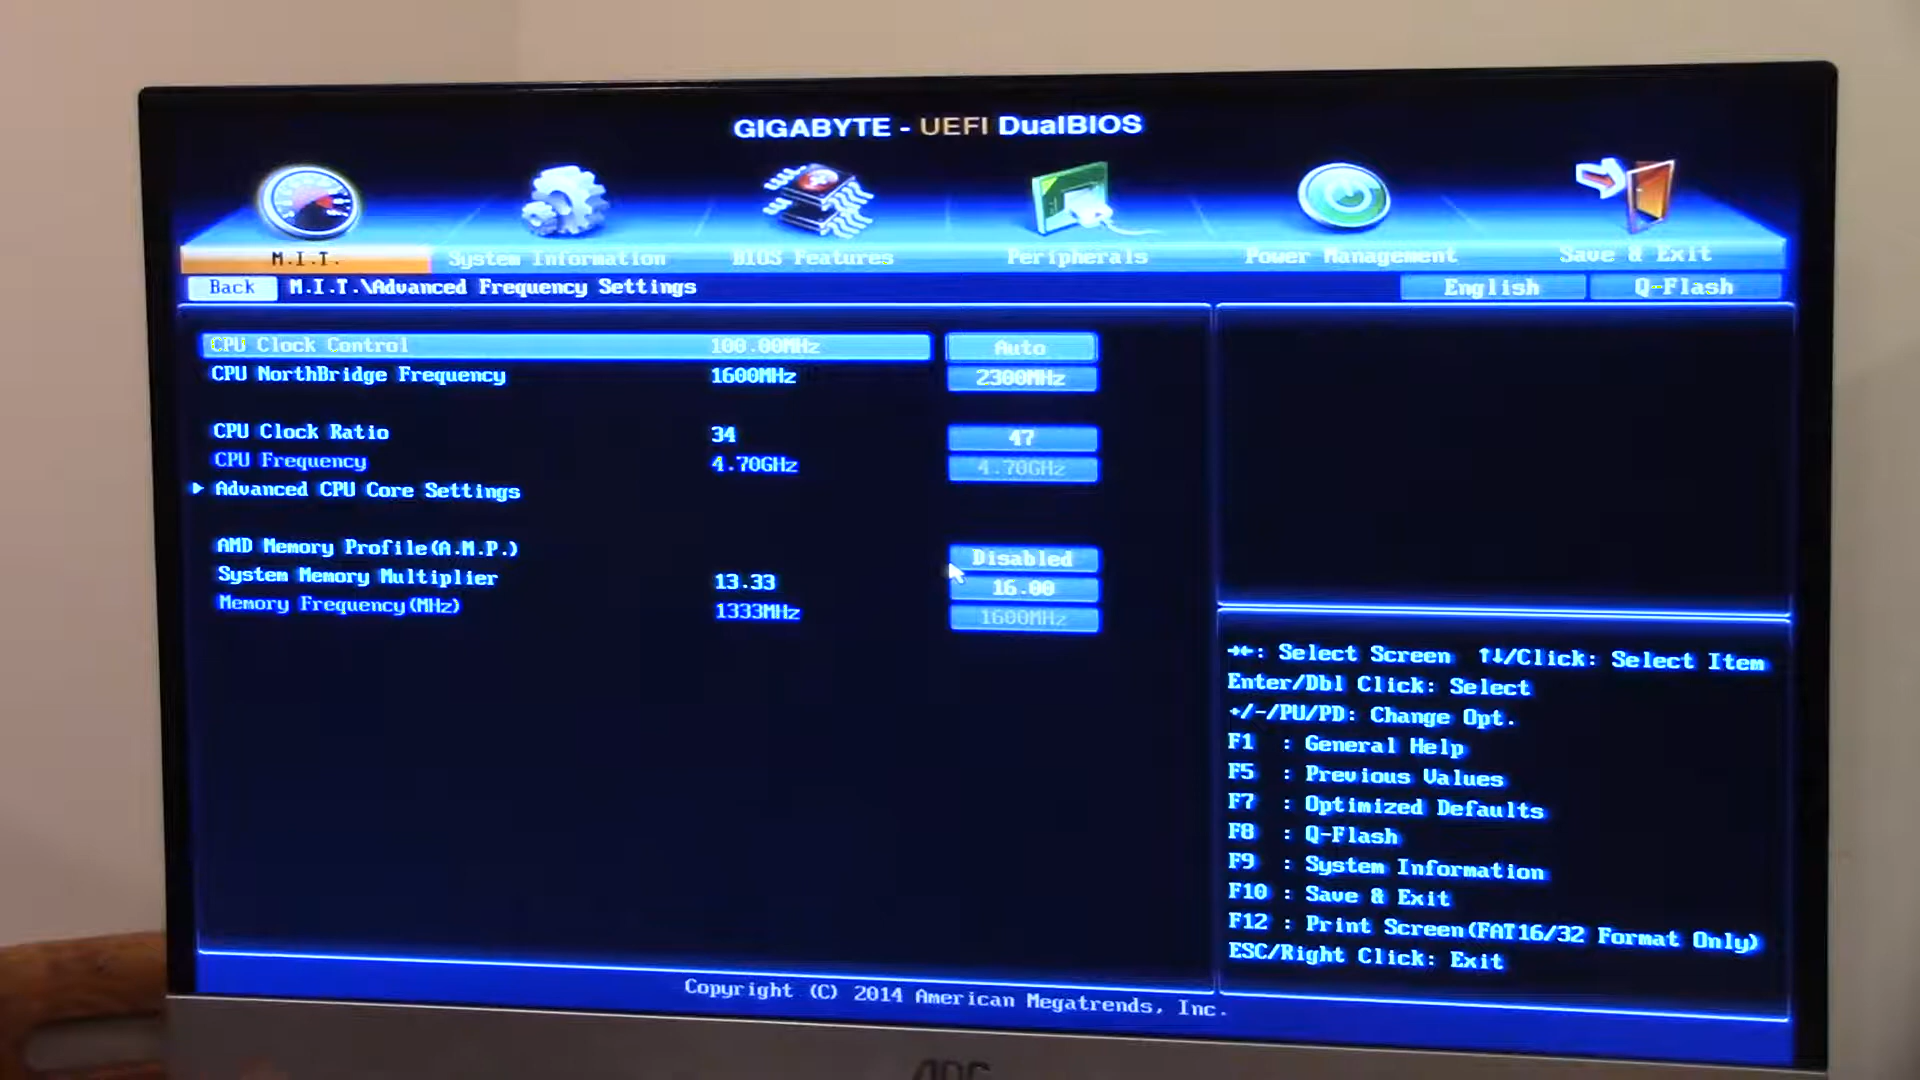 GIGABYTE - UEFI DualBIOS
M.I.T.
System Information
BIOS Features
Peripherals
Power Management
Save & Exit
Back
M.I.T.\Advanced Frequency Settings
English
Q-Flash
CPU Clock Control 100.00MHz Auto
CPU NorthBridge Frequency 1600MHz 2300MHz
CPU Clock Ratio 34 47
CPU Frequency 4.70GHz 4.70GHz
Advanced CPU Core Settings
AMD Memory Profile(A.M.P.) Disabled
System Memory Multiplier 13.33 16.00
Memory Frequency(MHz) 1333MHz 1600MHz
→←: Select Screen ↑↓/Click: Select Item
Enter/Dbl Click: Select
+/-/PU/PD: Change Opt.
F1 : General Help
F5 : Previous Values
F7 : Optimized Defaults
F8 : Q-Flash
F9 : System Information
F10 : Save & Exit
F12 : Print Screen(FAT16/32 Format Only)
ESC/Right Click: Exit
Copyright (C) 2014 American Megatrends, Inc.
AOC